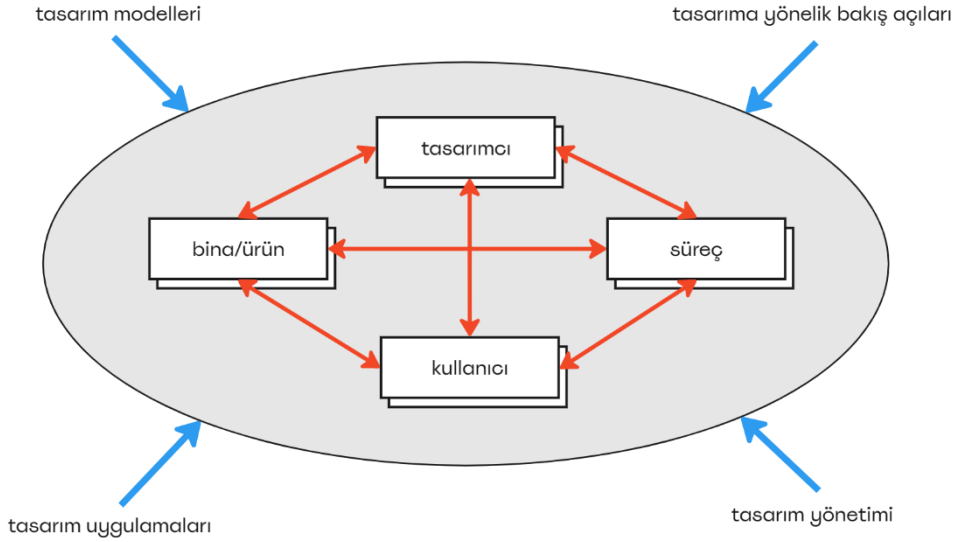 tasarım modelleri
tasarıma yönelik bakış açıları
tasarımcı
bina/ürün
süreç
kullanıcı
tasarım uygulamaları
tasarım yönetimi